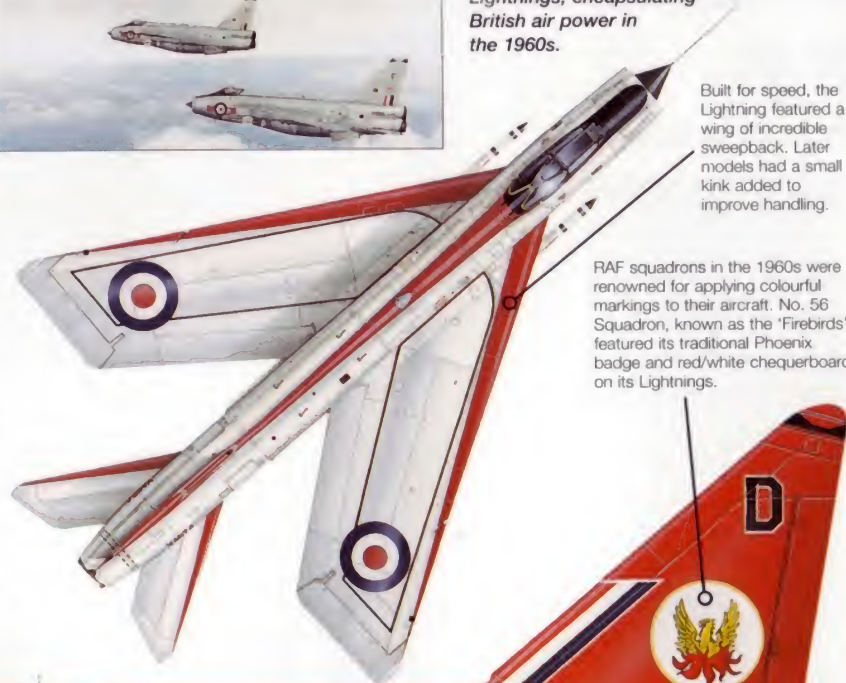 Lightnings, encapsulating
British air power in
the 1960s.
Built for speed, the
Lightning featured a
wing of incredible
sweepback. Later
models had a small
kink added to
improve handling.
RAF squadrons in the 1960s were
renowned for applying colourful
markings to their aircraft. No. 56
Squadron, known as the 'Firebirds'
featured its traditional Phoenix
badge and red/white chequerboard
on its Lightnings.
D